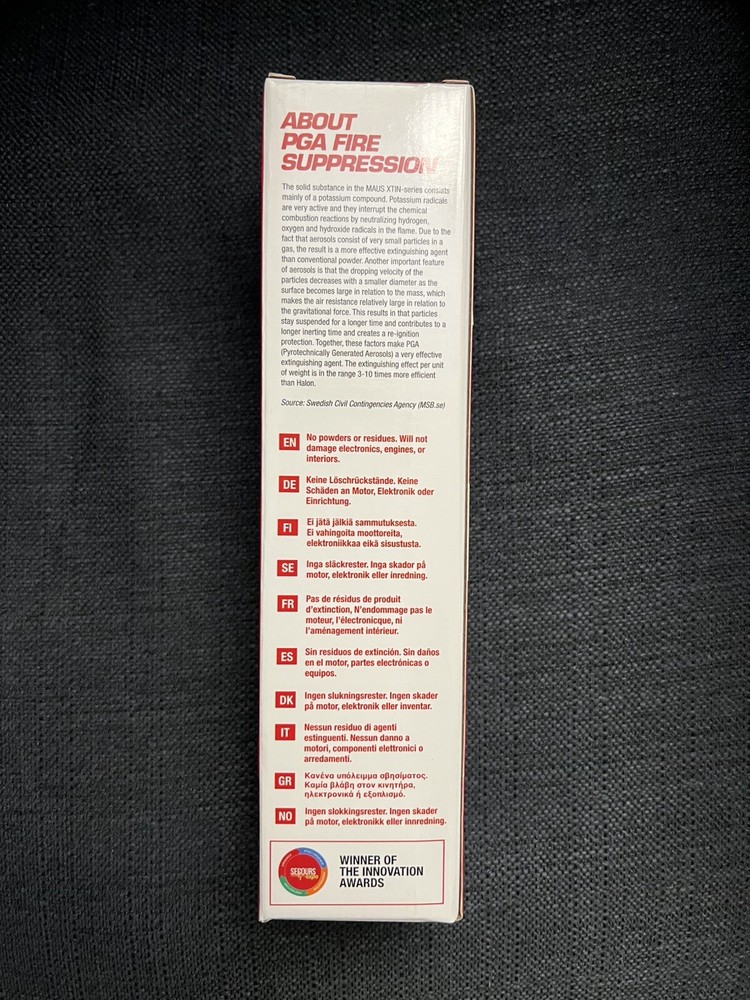 ABOUT
PGA FIRE
SUPPRESSION
The solid substance in the MAUS XTIN-series consists
mainly of a potassium compound. Potassium radicals
are very active and they interrupt the chemical
combustion reactions by neutralizing hydrogen,
oxygen and hydroxide radicals in the flame. Due to the
fact that aerosols consist of very small particles in a
gas, the result is a more effective extinguishing agent
than conventional powder. Another important feature
of aerosols is that the dropping velocity of the
particles decreases with a smaller diameter as the
surface becomes large in relation to the mass, which
makes the air resistance relatively large in relation to
the gravitational force. This results in that particles
stay suspended for a longer time and contributes to a
longer inerting time and creates a re-ignition
protection. Together, these factors make PGA
(Pyrotechnically Generated Aerosols) a very effective
extinguishing agent. The extinguishing effect per unit
of weight is in the range 3-10 times more efficient
than Halon.
Source: Swedish Civil Contingencies Agency (MSB.se)
EN No powders or residues. Will not
damage electronics, engines, or
interiors.
DE Keine Löschrückstände. Keine
Schäden an Motor, Elektronik oder
Einrichtung.
FI Ei jätä jälkiä sammutuksesta.
Ei vahingoita moottoreita,
elektroniikkaa eikä sisustusta.
SE Inga släckrester. Inga skador på
motor, elektronik eller inredning.
FR Pas de résidus de produit
d'extinction, N'endommage pas le
moteur, l'électronicque, ni
l'aménagement intérieur.
ES Sin residuos de extinción. Sin daños
en el motor, partes electrónicas o
equipos.
DK Ingen slukningsrester. Ingen skader
på motor, elektronik eller inventar.
IT Nessun residuo di agenti
estinguenti. Nessun danno a
motori, componenti elettronici o
arredamenti.
GR Κανένα υπόλειμμα σβησίματος.
Καμία βλάβη στον κινητήρα,
ηλεκτρονικά ή εξοπλισμό.
NO Ingen slokkingsrester. Ingen skader
på motor, elektronikk eller innredning.
SECOURS
expo
WINNER OF
THE INNOVATION
AWARDS